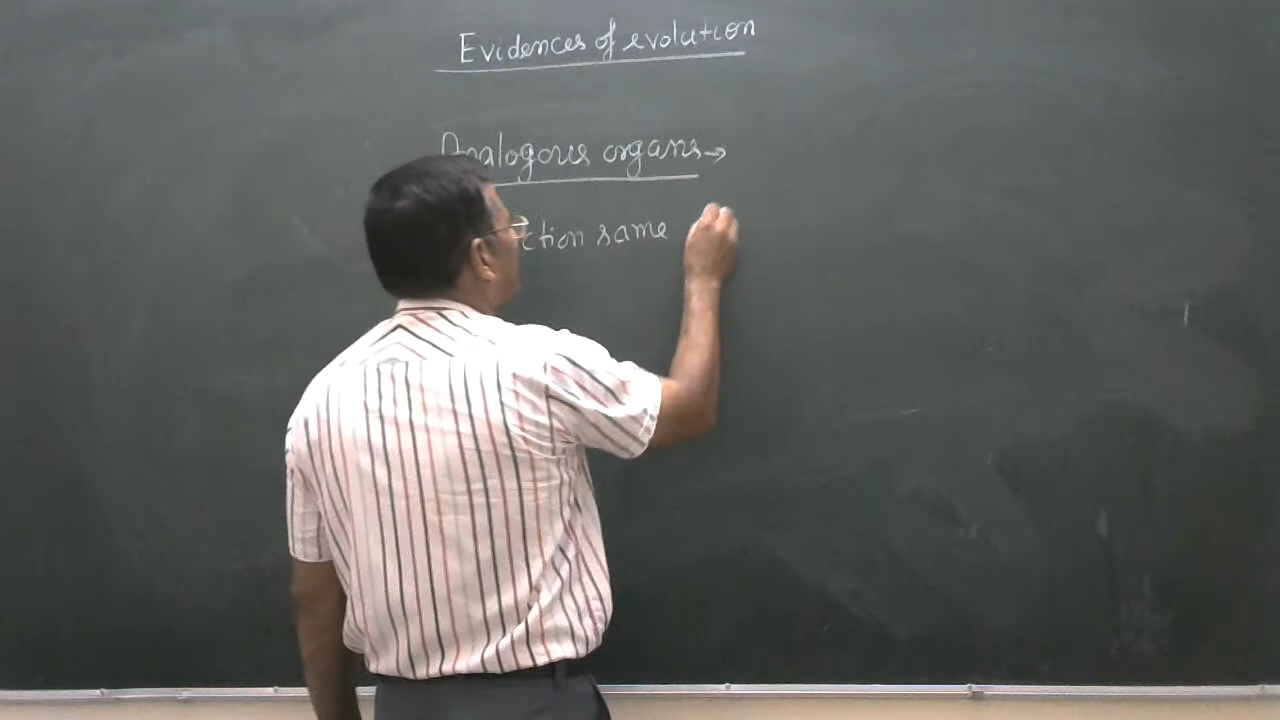 Evidences of evolution
Analogous organs →
ction same